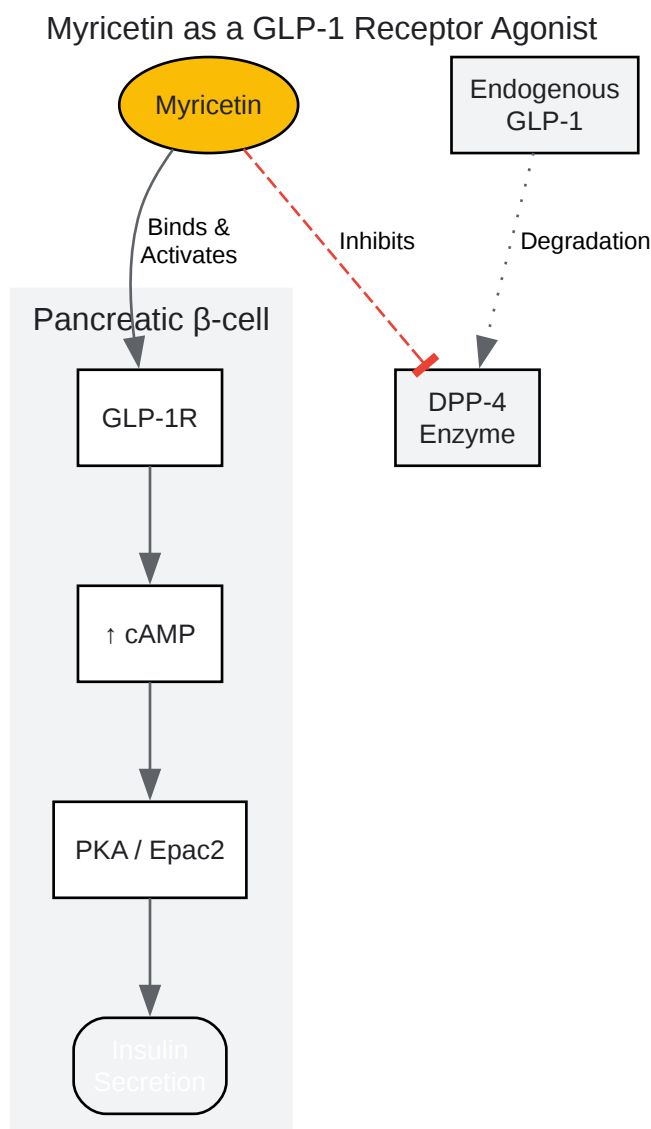 Myricetin as a GLP-1 Receptor Agonist
Myricetin
Endogenous
GLP-1
Binds &
Activates
Inhibits
Degradation
Pancreatic β-cell
GLP-1R
DPP-4
Enzyme
↑ cAMP
PKA / Epac2
Insulin
Secretion